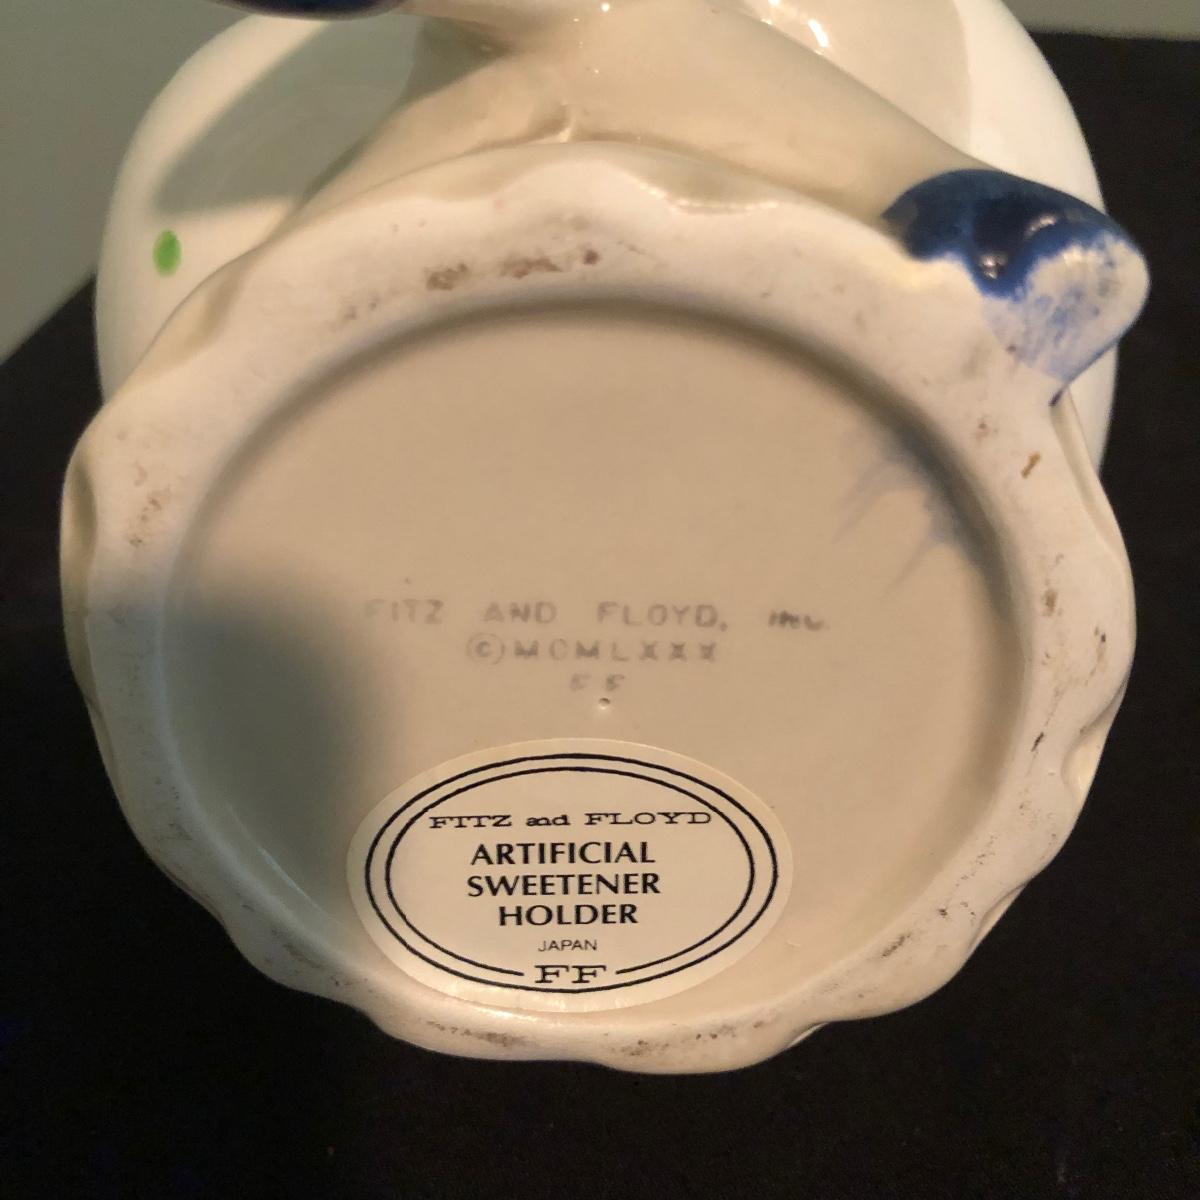 FITZ AND FLOYD, INC.
©MCMLXXX
FF
FITZ and FLOYD
ARTIFICIAL
SWEETENER
HOLDER
JAPAN
FF